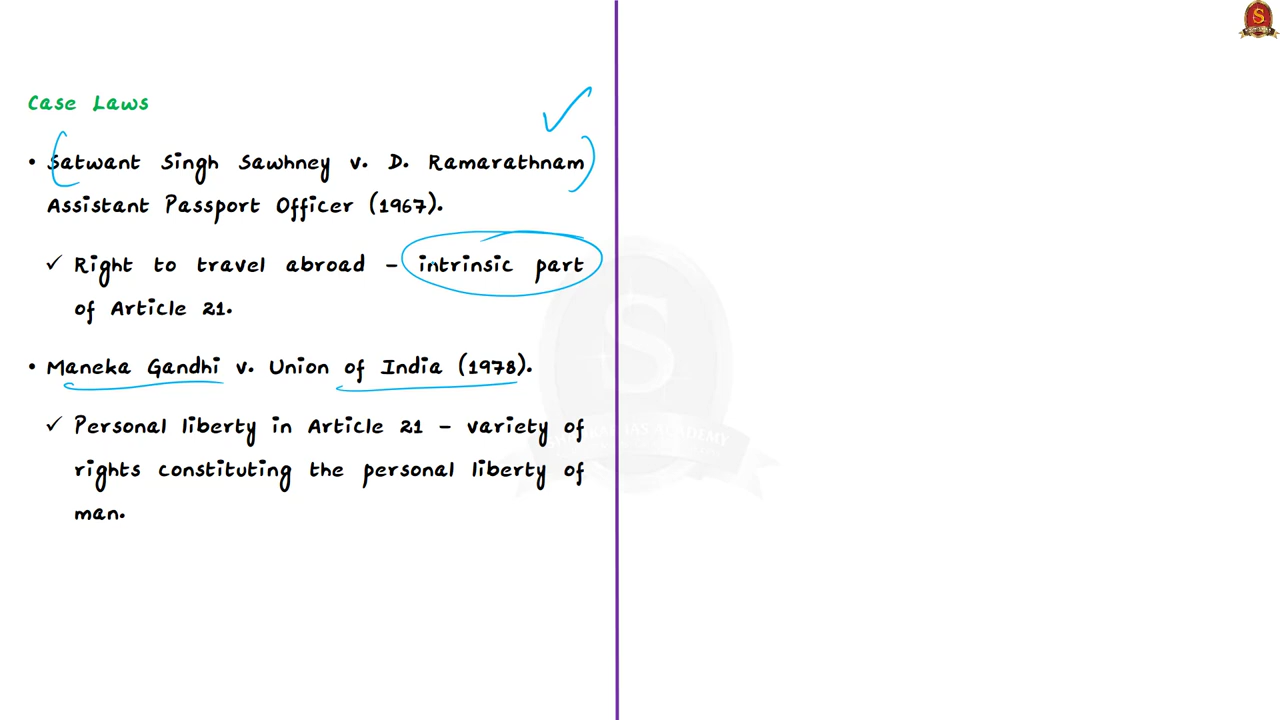 Case Laws
• Satwant Singh Sawhney v. D. Ramarathnam
Assistant Passport Officer (1967).
✓ Right to travel abroad – intrinsic part
of Article 21.
• Maneka Gandhi v. Union of India (1978).
✓ Personal liberty in Article 21 – variety of
rights constituting the personal liberty of
man.